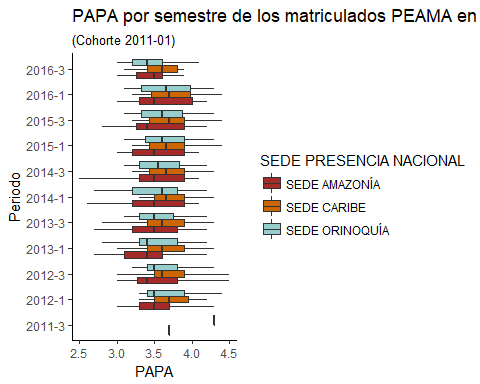 PAPA por semestre de los matriculados PEAMA en
(Cohorte 2011-01)
2016-3
2016-1
2015-3
2015-1
2014-3
2014-1
2013-3
2013-1
2012-3
2012-1
2011-3
Periodo
2.5 3.0 3.5 4.0 4.5
PAPA
SEDE PRESENCIA NACIONAL
SEDE AMAZONÍA
SEDE CARIBE
SEDE ORINOQUÍA